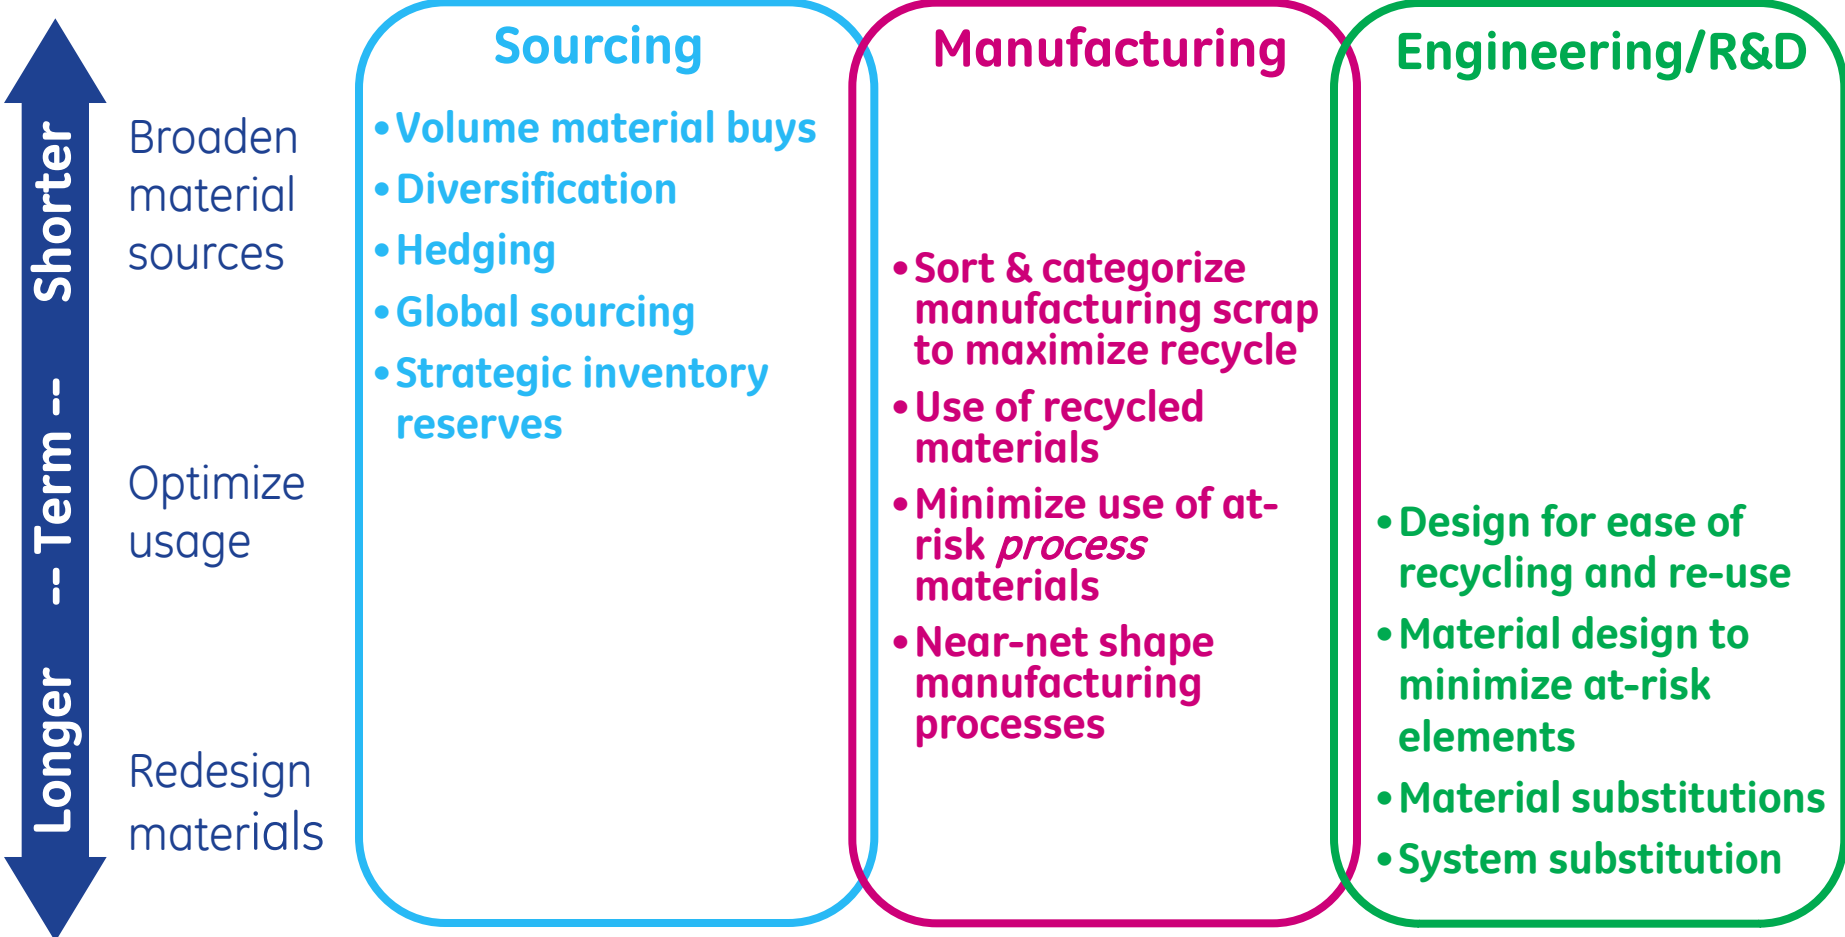 Shorter
-- Term --
Longer
Broaden
material
sources
Optimize
usage
Redesign
materials
Sourcing
•Volume material buys
•Diversification
•Hedging
•Global sourcing
•Strategic inventory
reserves
Manufacturing
•Sort & categorize
manufacturing scrap
to maximize recycle
•Use of recycled
materials
•Minimize use of at-
risk process
materials
•Near-net shape
manufacturing
processes
Engineering/R&D
•Design for ease of
recycling and re-use
•Material design to
minimize at-risk
elements
•Material substitutions
•System substitution